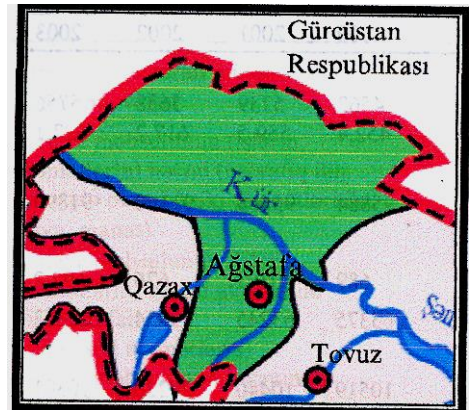 Gürcüstan
Respublikası
Kür
Ağstafa
Qazax
Tovuz